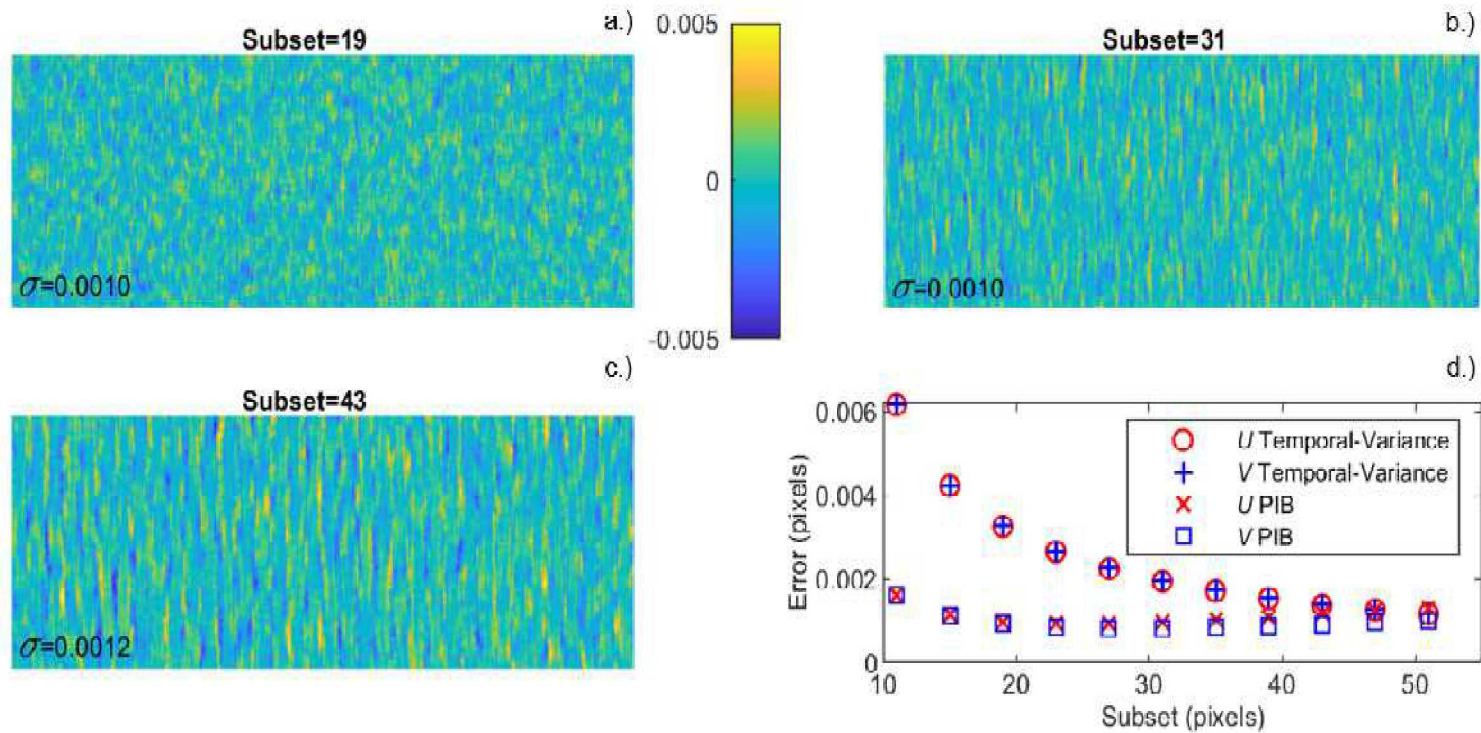 a.)
Subset=19
σ=0.0010
0.005
0
-0.005
b.)
Subset=31
σ=0.0010
c.)
Subset=43
σ=0.0012
d.)
0.006
0.004
0.002
0
Error (pixels)
U Temporal-Variance
V Temporal-Variance
U PIB
V PIB
10
20
30
40
50
Subset (pixels)